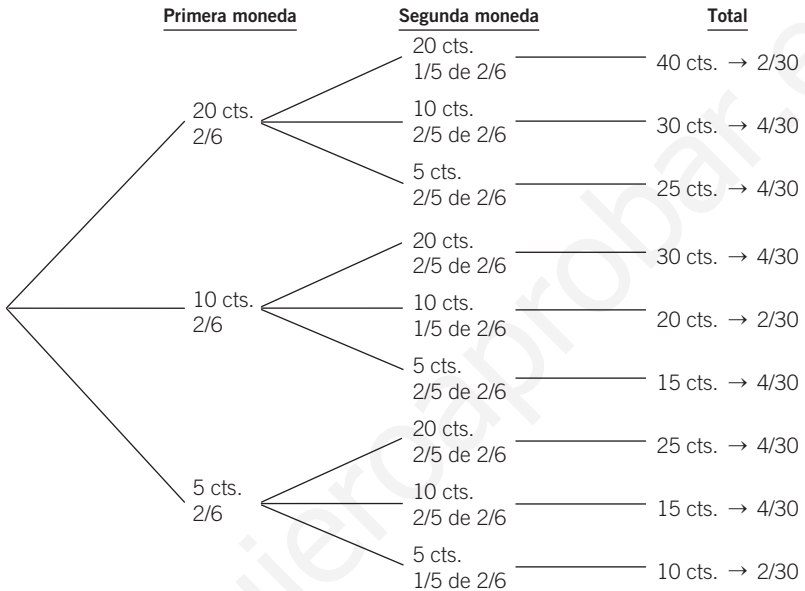 Primera moneda Segunda moneda Total
20 cts.
2/6
20 cts.
1/5 de 2/6
40 cts. → 2/30
10 cts.
2/5 de 2/6
30 cts. → 4/30
5 cts.
2/5 de 2/6
25 cts. → 4/30
10 cts.
2/6
20 cts.
2/5 de 2/6
30 cts. → 4/30
10 cts.
1/5 de 2/6
20 cts. → 2/30
5 cts.
2/5 de 2/6
15 cts. → 4/30
5 cts.
2/6
20 cts.
2/5 de 2/6
25 cts. → 4/30
10 cts.
2/5 de 2/6
15 cts. → 4/30
5 cts.
1/5 de 2/6
10 cts. → 2/30